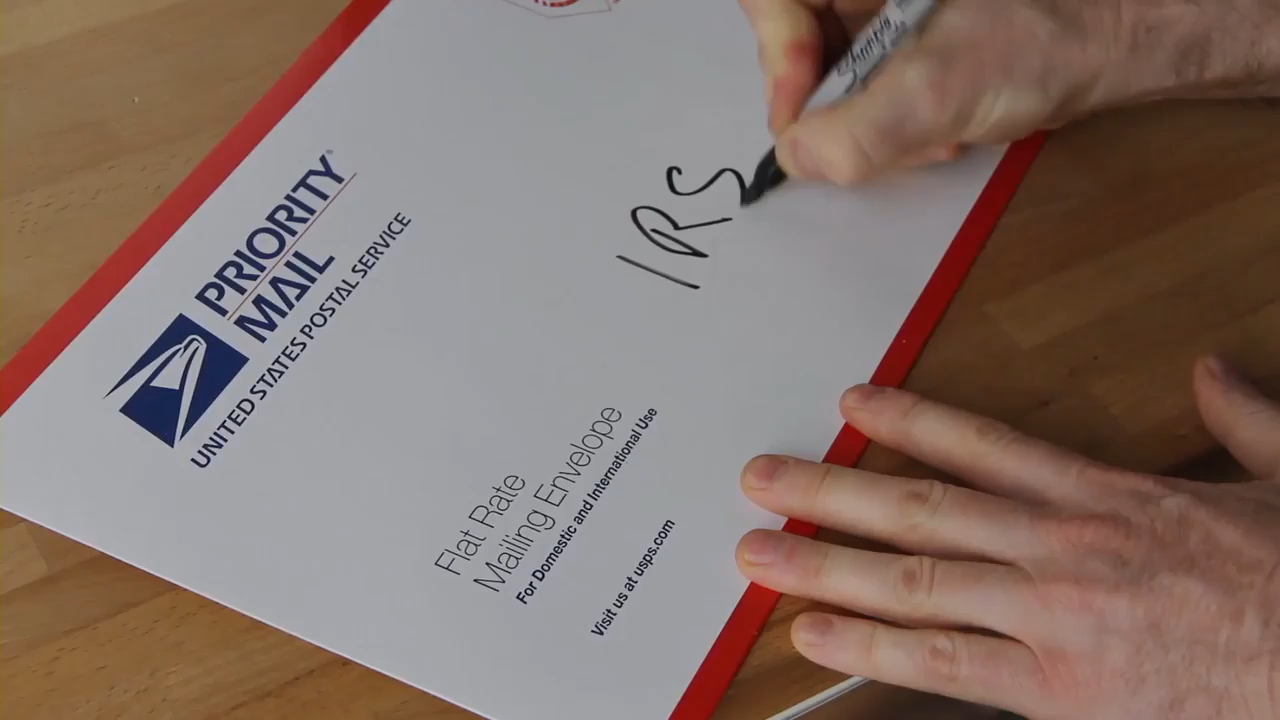 PRIORITY®
MAIL
UNITED STATES POSTAL SERVICE
IRS
Flat Rate
Mailing Envelope
For Domestic and International Use
Visit us at usps.com
Sharpie